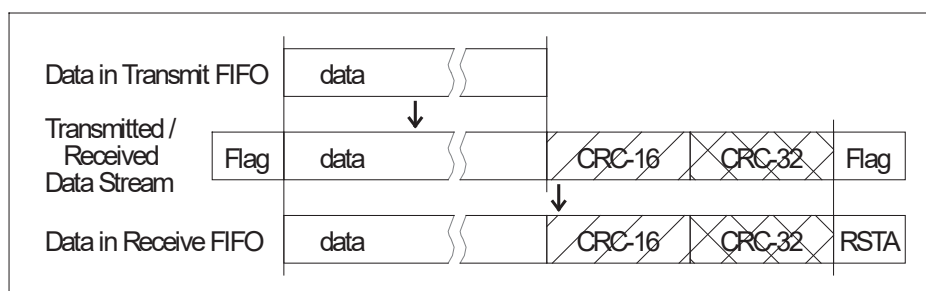 Data in Transmit FIFO data
Transmitted /
Received
Data Stream
Flag data CRC-16 CRC-32 Flag
Data in Receive FIFO data CRC-16 CRC-32 RSTA